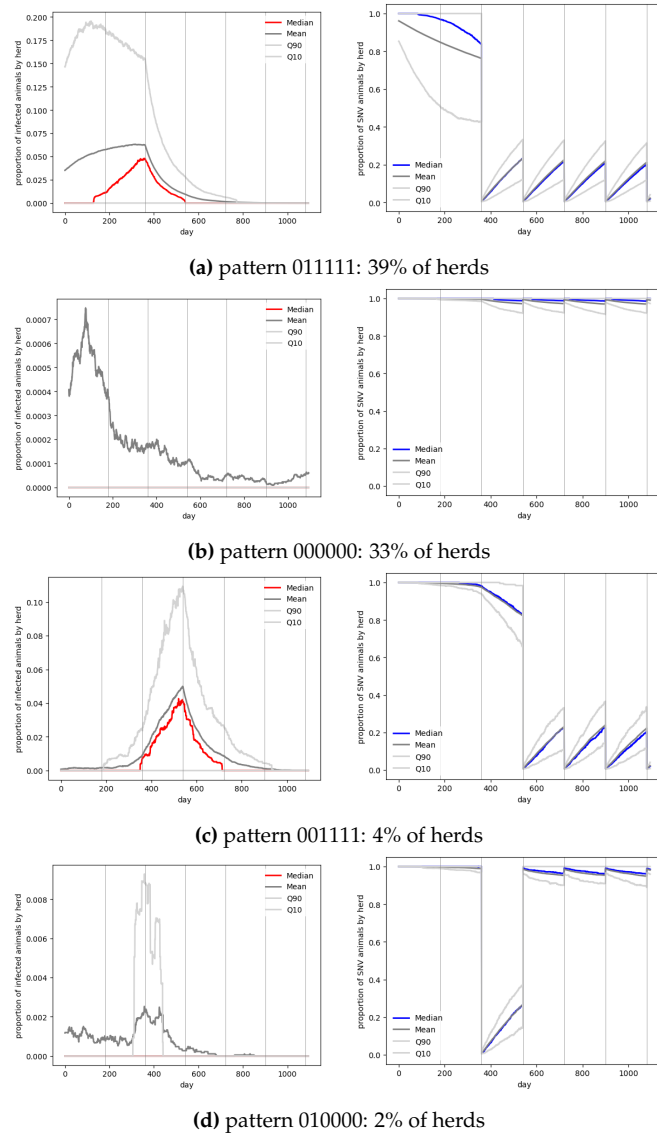 proportion of infected animals by herd
0.200
0.175
0.150
0.125
0.100
0.075
0.050
0.025
0.000
Median
Mean
Q90
Q10
0 200 400 600 800 1000
day
proportion of SNV animals by herd
1.0
0.8
0.6
0.4
0.2
0.0
Median
Mean
Q90
Q10
0 200 400 600 800 1000
day
(a) pattern 011111: 39% of herds
proportion of infected animals by herd
0.0007
0.0006
0.0005
0.0004
0.0003
0.0002
0.0001
0.0000
Median
Mean
Q90
Q10
0 200 400 600 800 1000
day
proportion of SNV animals by herd
1.0
0.8
0.6
0.4
0.2
0.0
Median
Mean
Q90
Q10
0 200 400 600 800 1000
day
(b) pattern 000000: 33% of herds
proportion of infected animals by herd
0.10
0.08
0.06
0.04
0.02
0.00
Median
Mean
Q90
Q10
0 200 400 600 800 1000
day
proportion of SNV animals by herd
1.0
0.8
0.6
0.4
0.2
0.0
Median
Mean
Q90
Q10
0 200 400 600 800 1000
day
(c) pattern 001111: 4% of herds
proportion of infected animals by herd
0.008
0.006
0.004
0.002
0.000
Median
Mean
Q90
Q10
0 200 400 600 800 1000
day
proportion of SNV animals by herd
1.0
0.8
0.6
0.4
0.2
0.0
Median
Mean
Q90
Q10
0 200 400 600 800 1000
day
(d) pattern 010000: 2% of herds